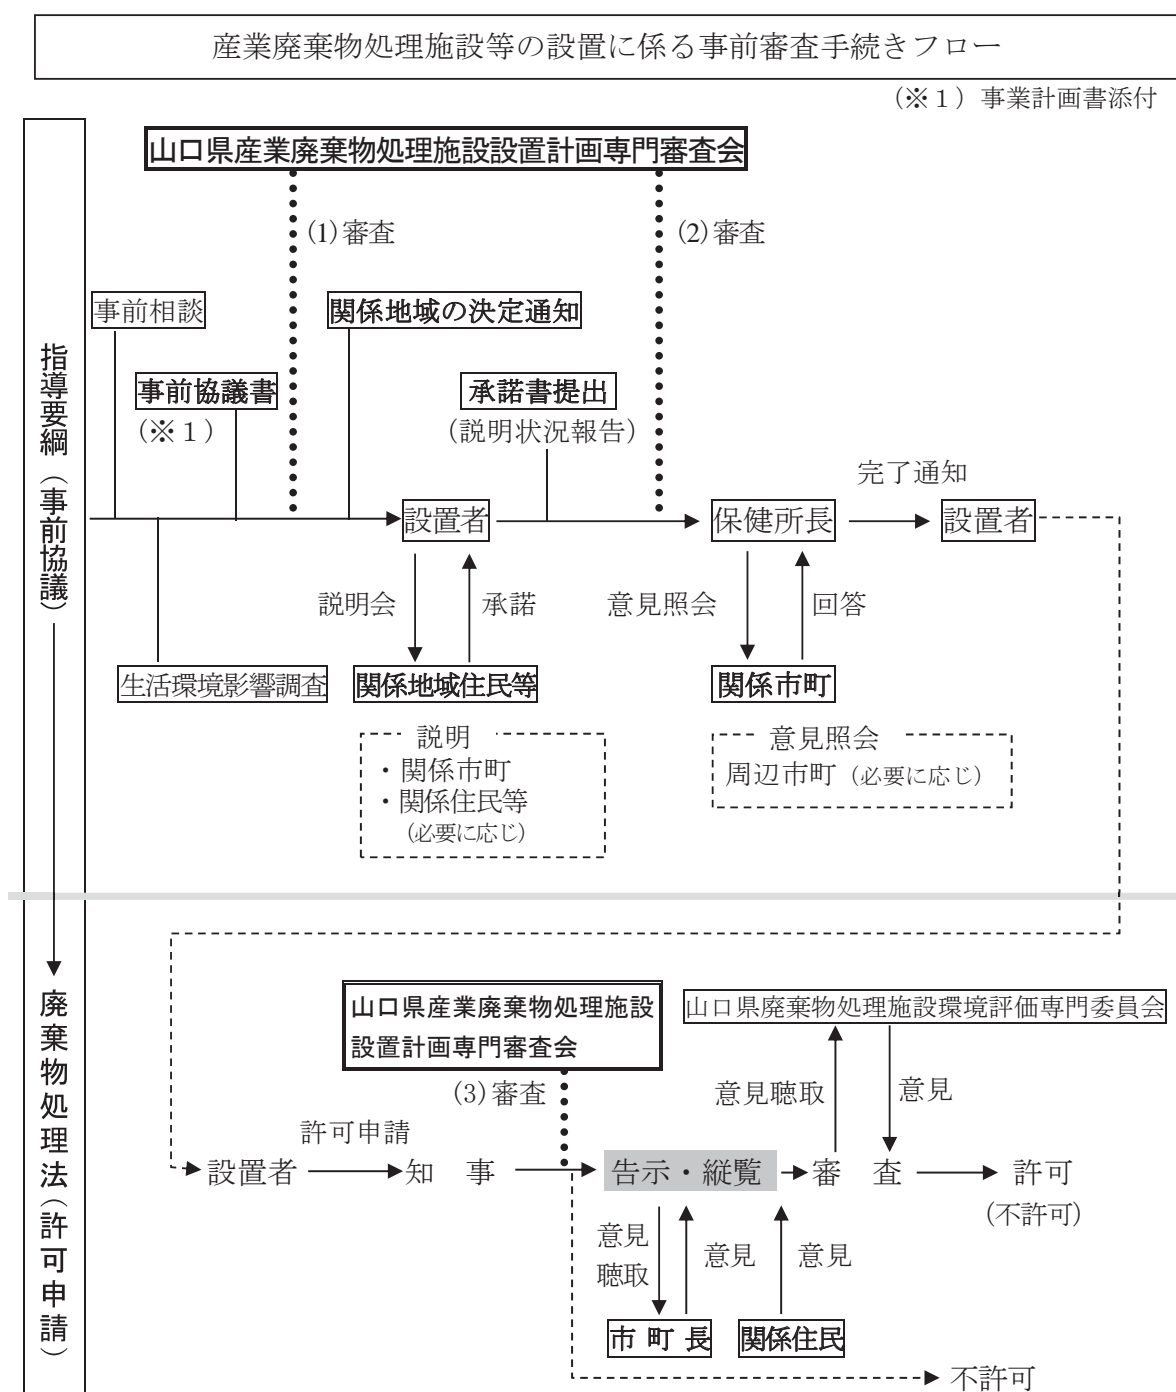 産業廃棄物処理施設等の設置に係る事前審査手続きフロー
(※1)事業計画書添付
山口県産業廃棄物処理施設設置計画専門審査会
(1)審査
(2)審査
事前相談
関係地域の決定通知
事前協議書
(※1)
承諾書提出
(説明状況報告)
指導要綱(事前協議)
完了通知
設置者
保健所長
設置者
説明会
承諾
意見照会
回答
生活環境影響調査
関係地域住民等
関係市町
説明
・関係市町
・関係住民等
(必要に応じ)
意見照会
周辺市町(必要に応じ)
廃棄物処理法(許可申請)
山口県産業廃棄物処理施設
設置計画専門審査会
山口県廃棄物処理施設環境評価専門委員会
(3)審査
意見聴取
意見
許可申請
設置者
知 事
告示・縦覧
審 査
許可
(不許可)
意見
聴取
意見
意見
市 町 長
関係住民
不許可